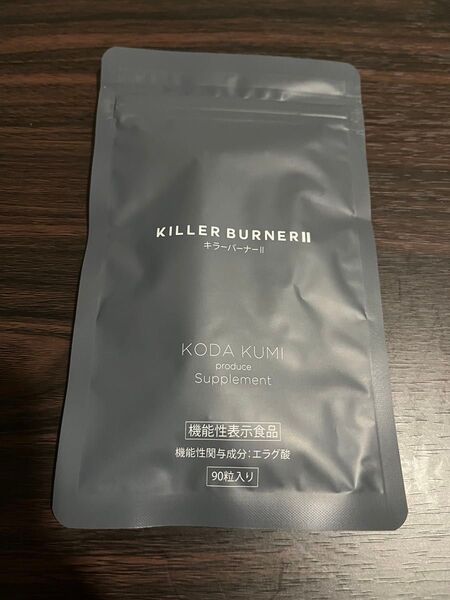 KILLER BURNERII
キラーバーナーII
KODA KUMI
produce
Supplement
機能性表示食品
機能性関与成分：エラグ酸
90粒入り